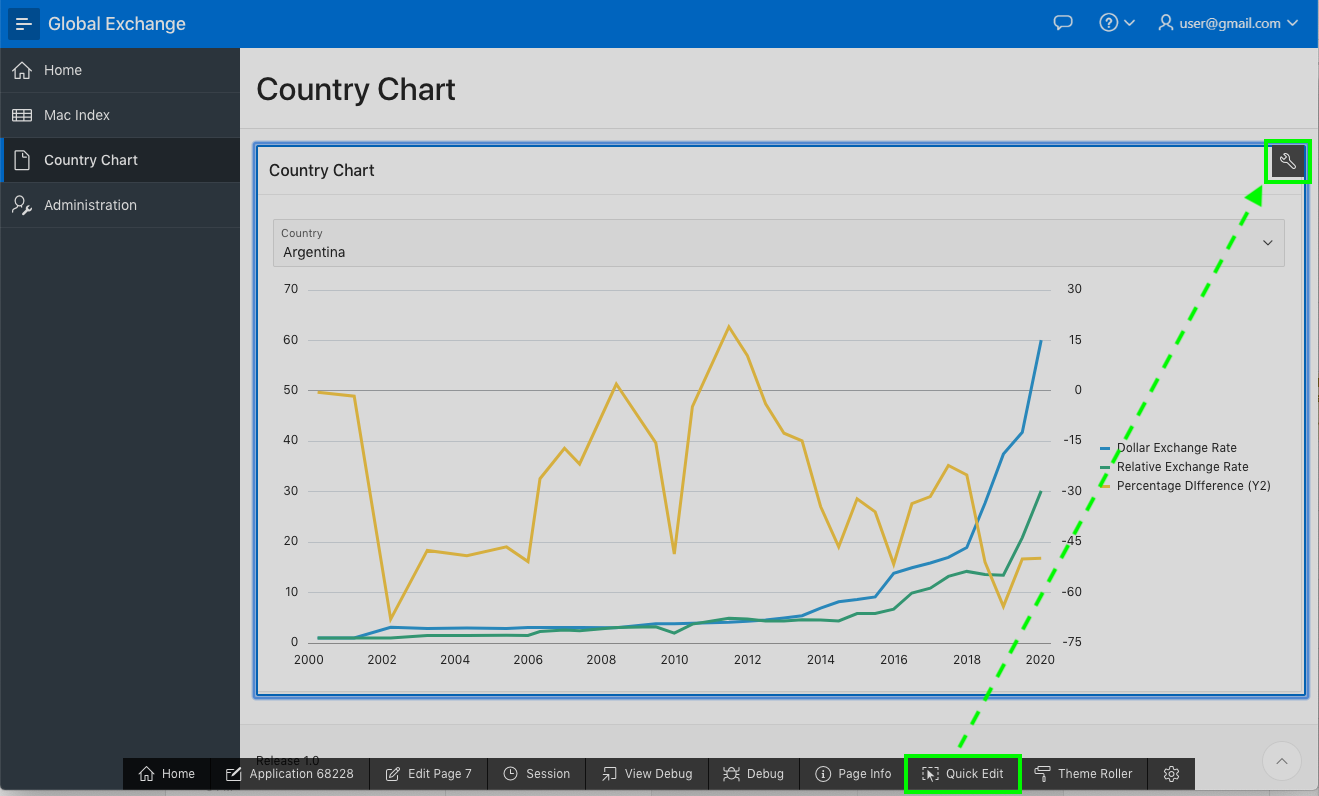 Global Exchange
user@gmail.com
Home
Mac Index
Country Chart
Administration
Country Chart
Country Chart
Country
Argentina
70
60
50
40
30
20
10
0
30
15
0
-15
-30
-45
-60
-75
2000 2002 2004 2006 2008 2010 2012 2014 2016 2018 2020
Dollar Exchange Rate
Relative Exchange Rate
Percentage DIfference (Y2)
Release 1.0
Home Application 68228 Edit Page 7 Session View Debug Debug Page Info Quick Edit Theme Roller